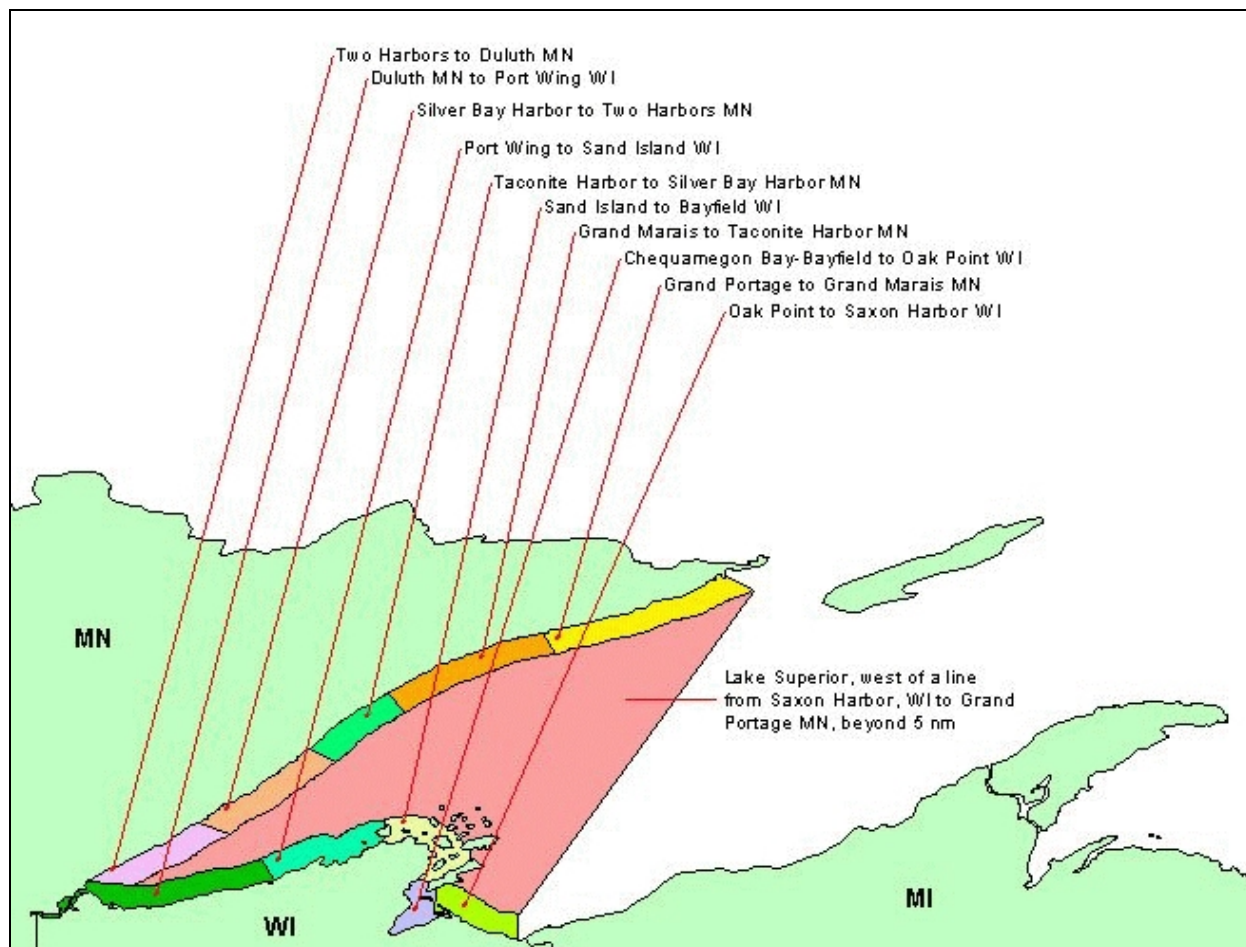 Two Harbors to Duluth MN
Duluth MN to Port Wing WI
Silver Bay Harbor to Two Harbors MN
Port Wing to Sand Island WI
Taconite Harbor to Silver Bay Harbor MN
Sand Island to Bayfield WI
Grand Marais to Taconite Harbor MN
Chequamegon Bay-Bayfield to Oak Point WI
Grand Portage to Grand Marais MN
Oak Point to Saxon Harbor WI
MN
Lake Superior, west of a line
from Saxon Harbor, WI to Grand
Portage MN, beyond 5 nm
WI
MI